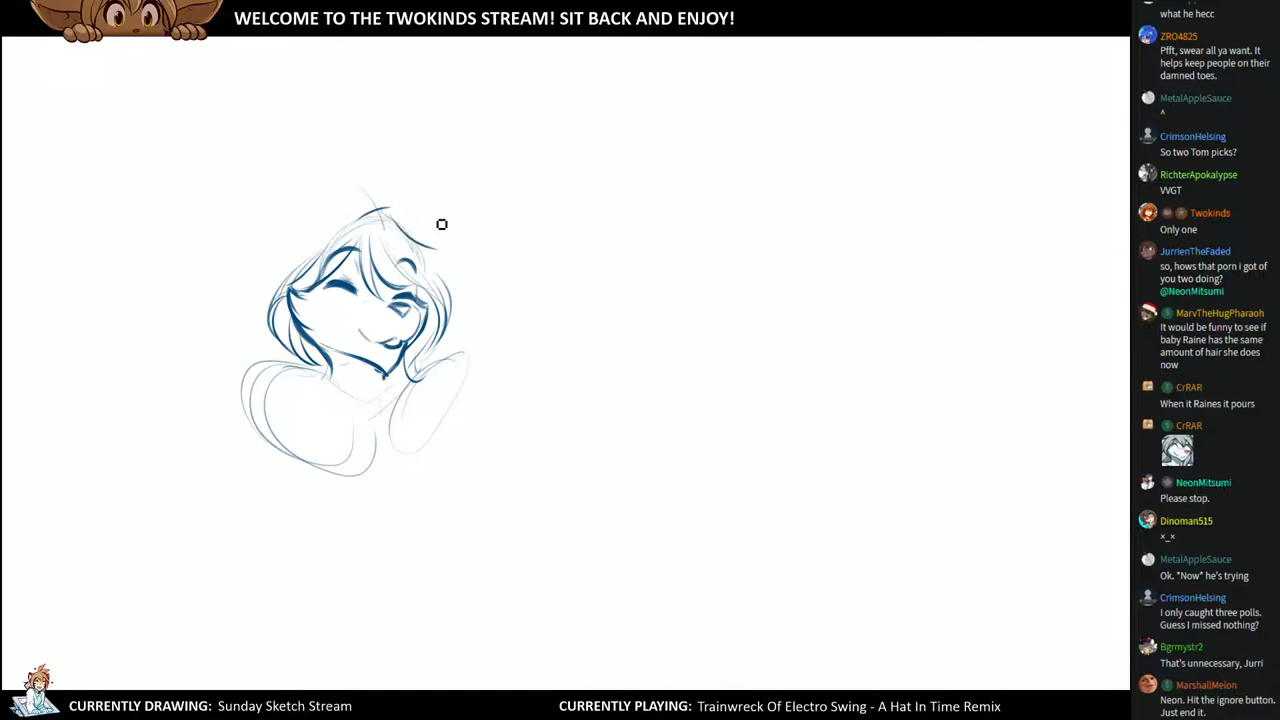 WELCOME TO THE TWOKINDS STREAM! SIT BACK AND ENJOY!
what he hecc
ZRO4825
Pfft, swear all ya want. It
helps keep people on their
damned toes.
MetalAppleSauce
^
CrimsonHelsing
So two Tom picks?
RichterApokalypse
VVGT
Twokinds
Only one
JurrienTheFaded
so, hows that porn i got of
you two doing?
@NeonMitsumi
MarvTheHugPharaoh
It would be funny to see if
baby Raine has the same
amount of hair she does
now
CrRAR
When it Raines it pours
CrRAR
NeonMitsumi
Please stop.
Dinoman515
×_×
MetalAppleSauce
Ok. *Now* he's trying
CrimsonHelsing
I only caught three polls.
Guess I missed nothing?
Bgrmystr2
That's unnecessary, Jurri
MarshallMelon
Neon. Hit the ignore button.
Just end it.
CURRENTLY DRAWING: Sunday Sketch Stream
CURRENTLY PLAYING: Trainwreck Of Electro Swing - A Hat In Time Remix